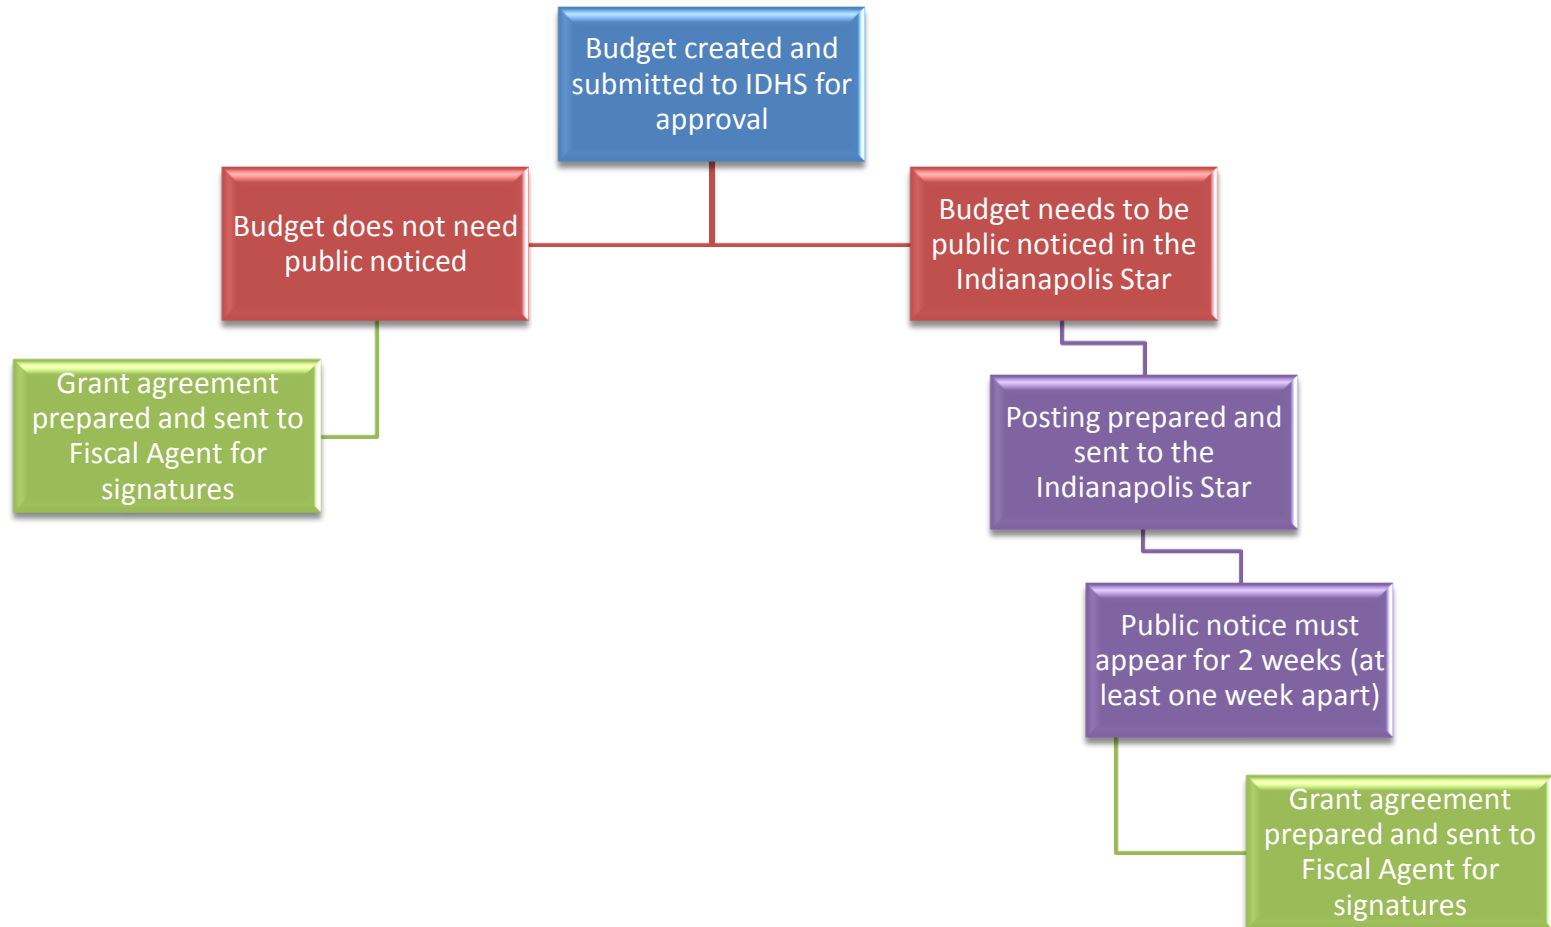 Budget created and
submitted to IDHS for
approval
Budget does not need
public noticed
Budget needs to be
public noticed in the
Indianapolis Star
Grant agreement
prepared and sent to
Fiscal Agent for
signatures
Posting prepared and
sent to the
Indianapolis Star
Public notice must
appear for 2 weeks (at
least one week apart)
Grant agreement
prepared and sent to
Fiscal Agent for
signatures